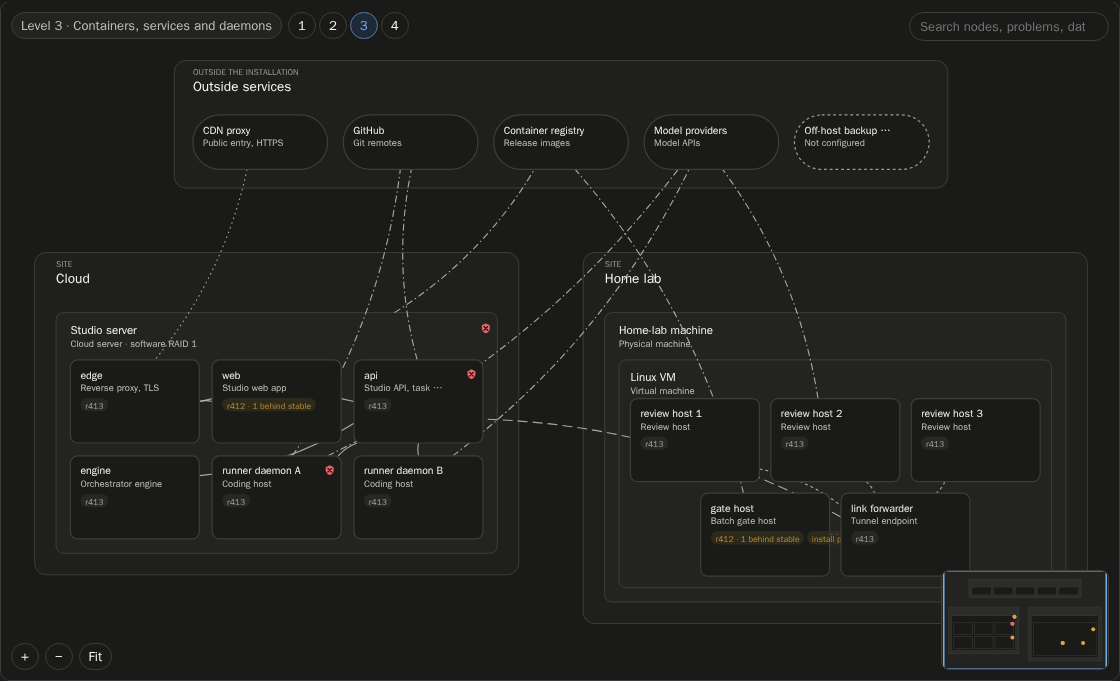 Level 3 · Containers, services and daemons
1
2
3
4
Search nodes, problems, dat
OUTSIDE THE INSTALLATION
Outside services
CDN proxy
Public entry, HTTPS
GitHub
Git remotes
Container registry
Release images
Model providers
Model APIs
Off-host backup ···
Not configured
SITE
Cloud
Studio server
Cloud server · software RAID 1
edge
Reverse proxy, TLS
r413
web
Studio web app
r412 · 1 behind stable
api
Studio API, task ···
r413
engine
Orchestrator engine
r413
runner daemon A
Coding host
r413
runner daemon B
Coding host
r413
SITE
Home lab
Home-lab machine
Physical machine
Linux VM
Virtual machine
review host 1
Review host
r413
review host 2
Review host
r413
review host 3
Review host
r413
gate host
Batch gate host
r412 · 1 behind stable
install p
link forwarder
Tunnel endpoint
r413
+
−
Fit